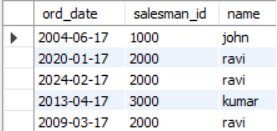 ord_date salesman_id name
2004-06-17 1000 john
2020-01-17 2000 ravi
2024-02-17 2000 ravi
2013-04-17 3000 kumar
2009-03-17 2000 ravi